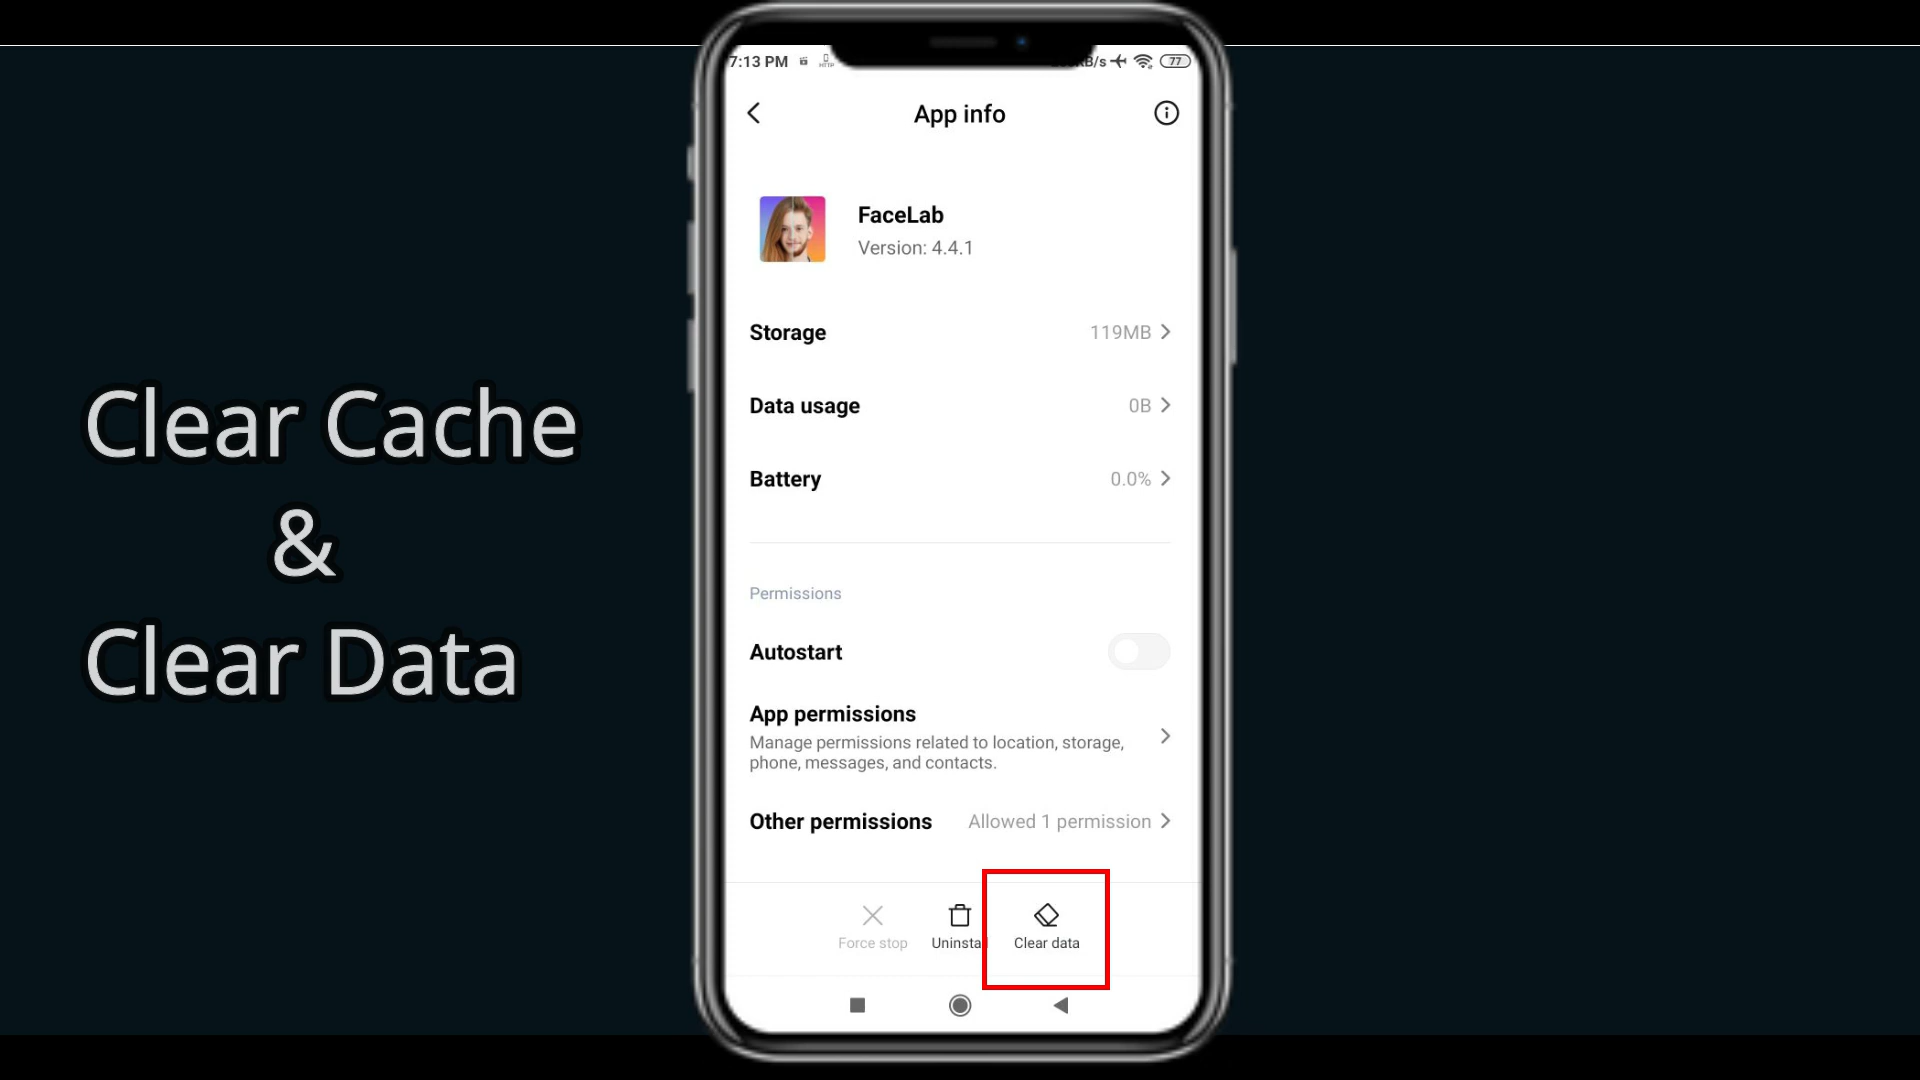 7:13 PM
B/s
77
App info
FaceLab
Version: 4.4.1
Storage 119MB
Data usage 0B
Battery 0.0%
Permissions
Autostart
App permissions
Manage permissions related to location, storage,
phone, messages, and contacts.
Other permissions Allowed 1 permission
Force stop Uninsta Clear data
Clear Cache
&
Clear Data